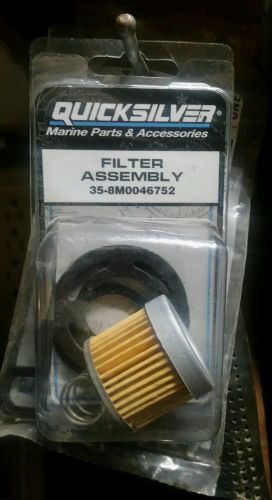 QUICKSILVER
Marine Parts & Accessories
FILTER
ASSEMBLY
35-8M0046752